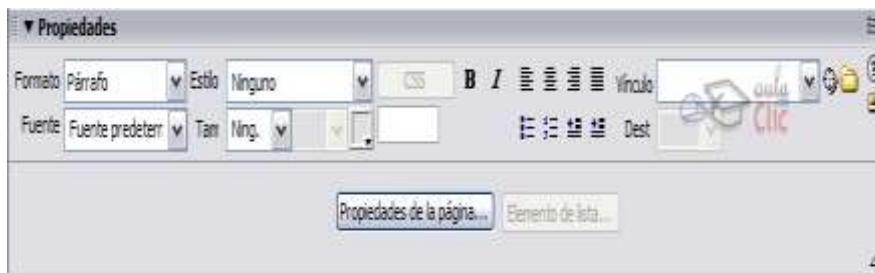 Propiedades
Formato Párrafo Estilo Ninguno CSS B I Vínculo
Fuente Fuente predeterr Tam Ning. Dest
aula Clic
Propiedades de la página... Elemento de lista...